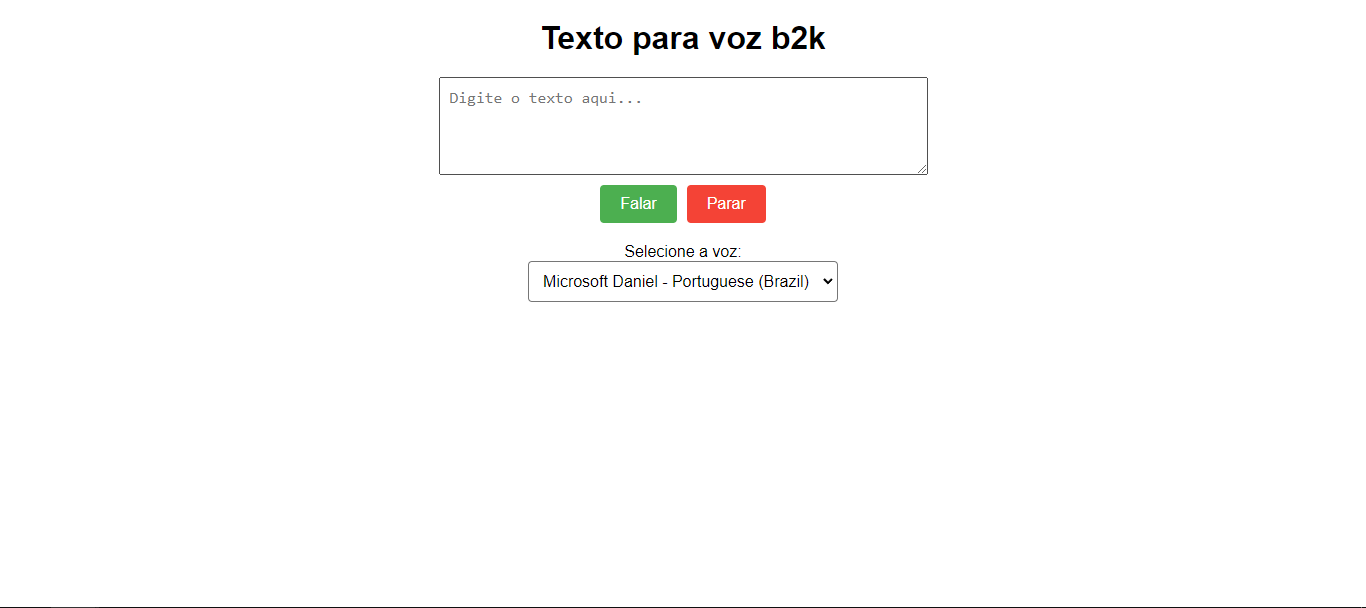 Texto para voz b2k
Digite o texto aqui...
Falar
Parar
Selecione a voz:
Microsoft Daniel - Portuguese (Brazil)